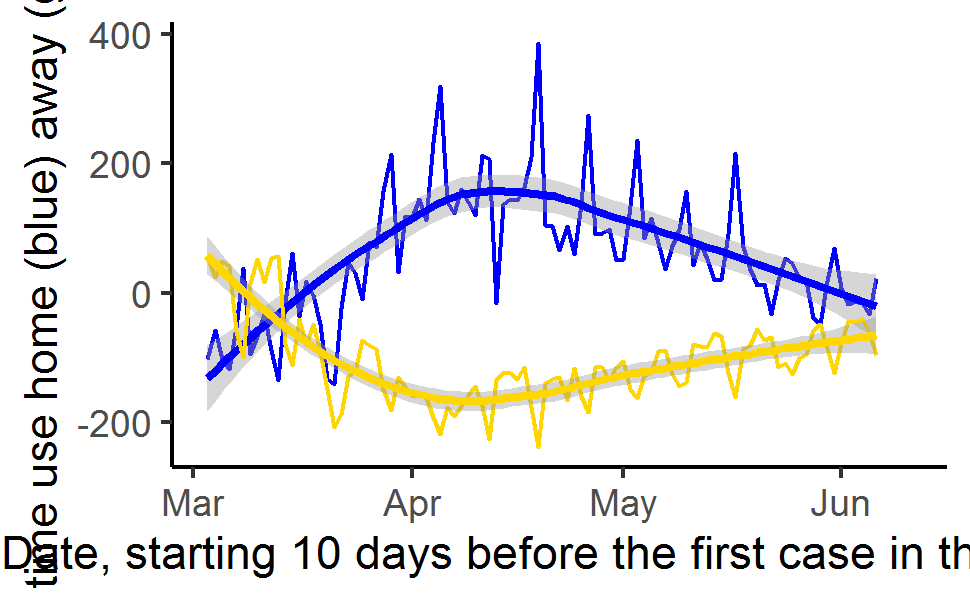 time use home (blue) away (
400
200
0
-200
Mar Apr May Jun
Date, starting 10 days before the first case in th